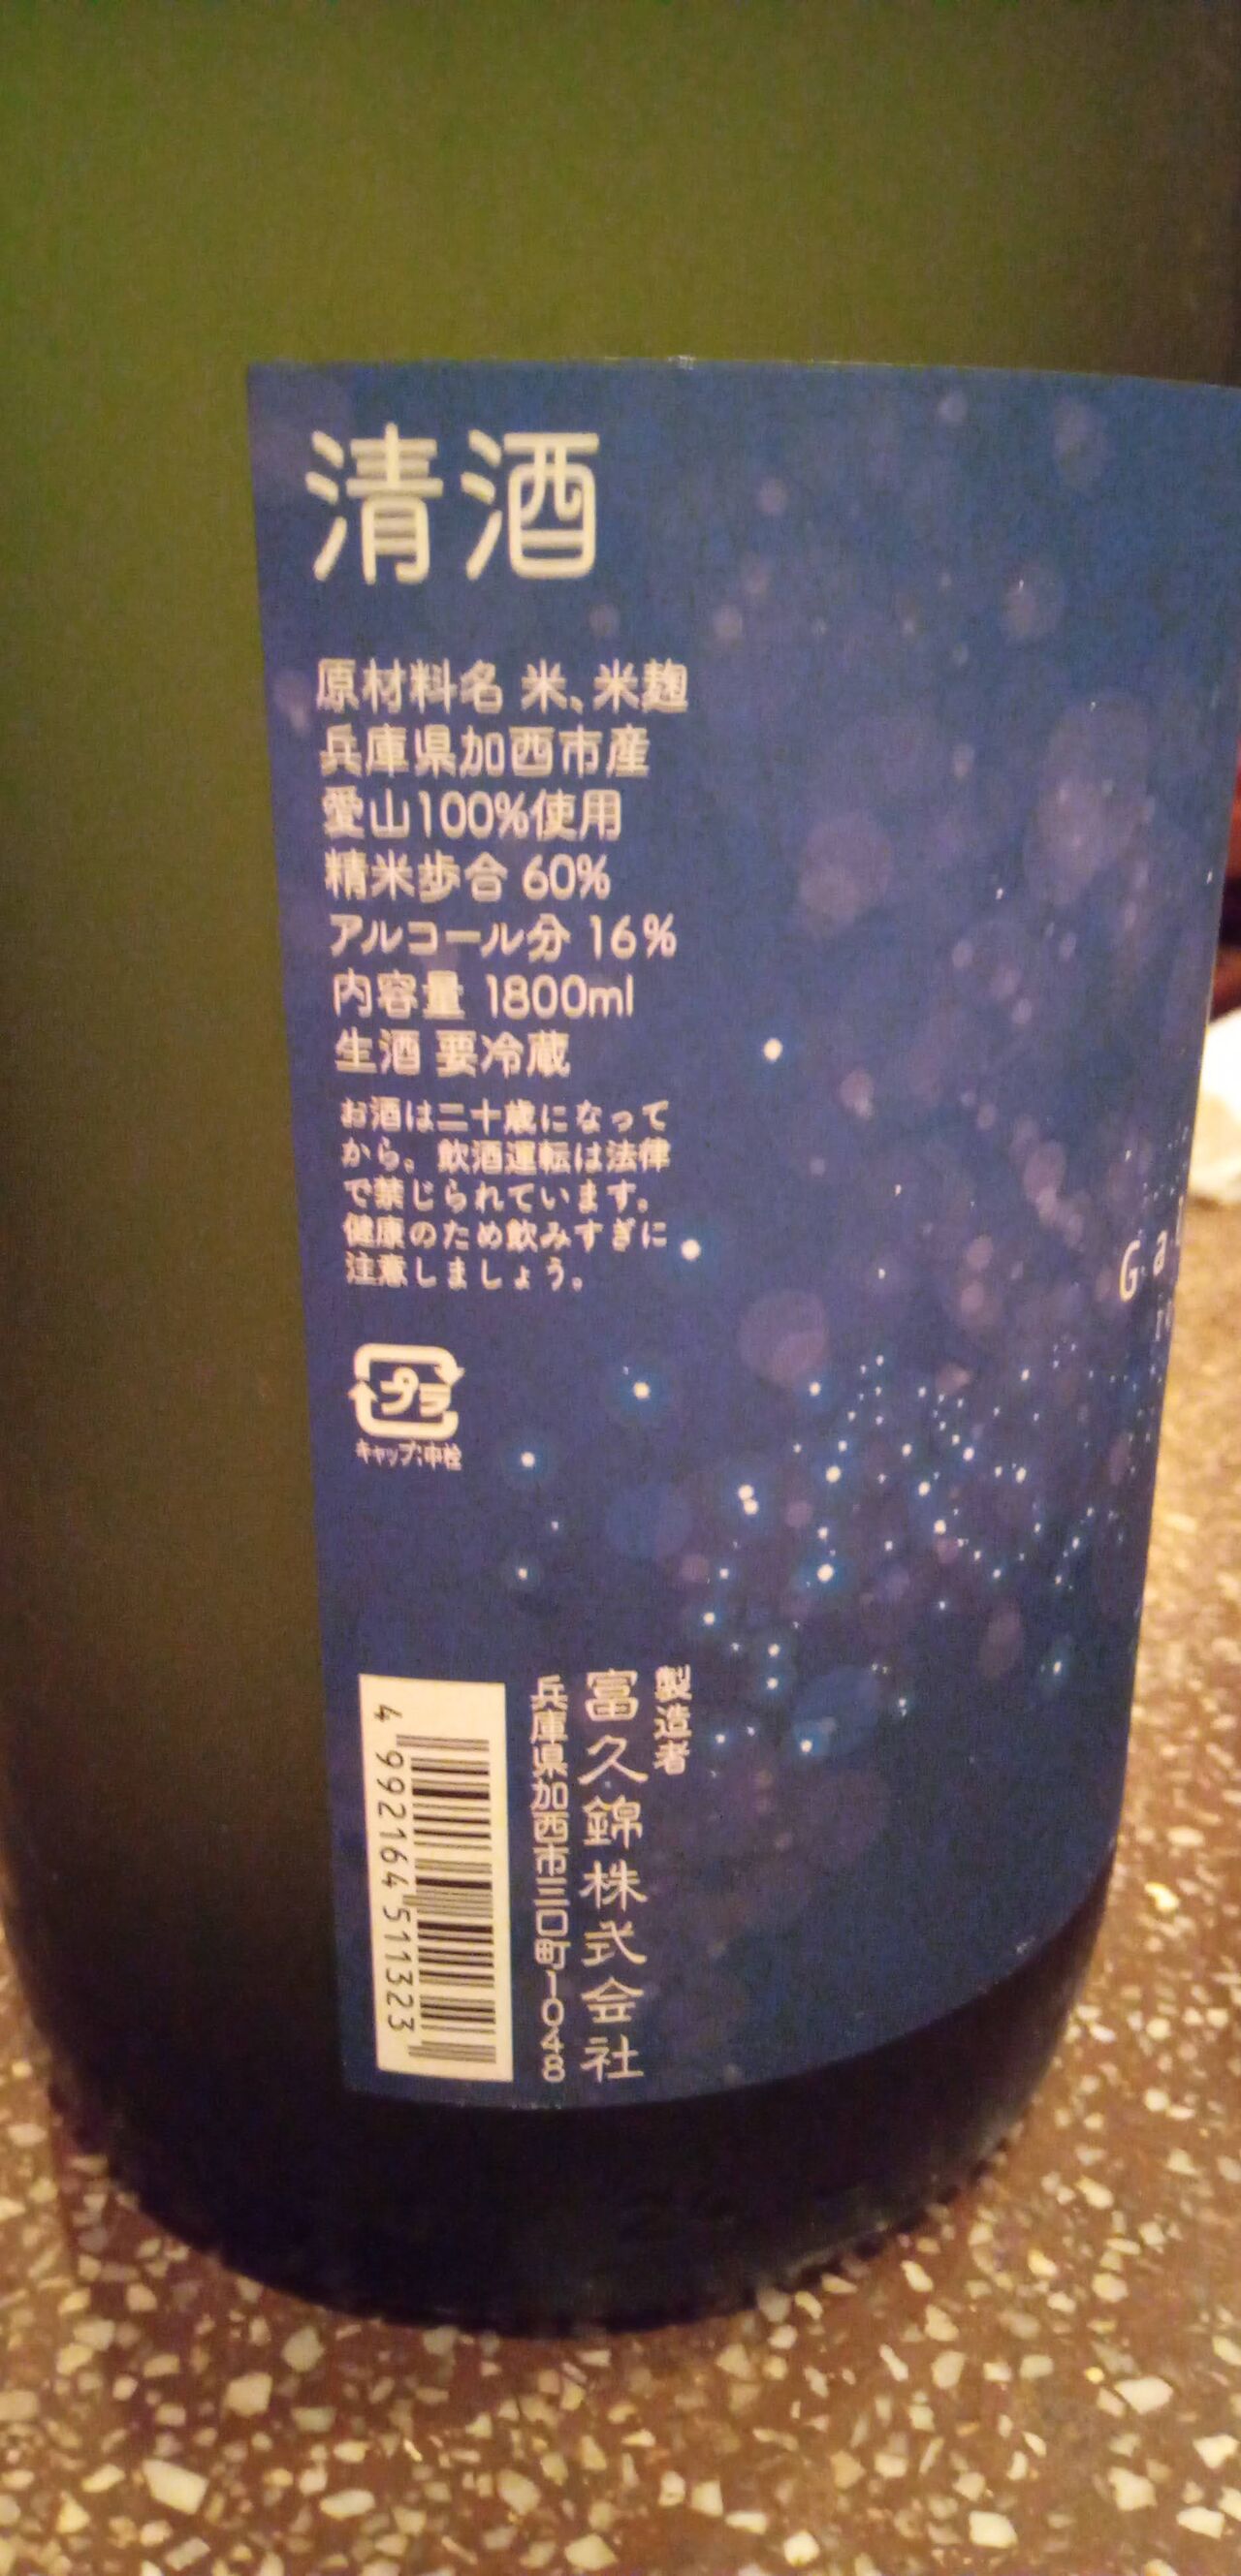 清酒
原材料名 米、米麹
兵庫県加西市産
愛山100%使用
精米歩合 60%
アルコール分 16%
内容量 1800ml
生酒 要冷蔵
お酒は二十歳になって
から。飲酒運転は法律
で禁じられています。
健康のため飲みすぎに
注意しましょう。
プラ
キャップ:中栓
製造者
富久錦株式会社
兵庫県加西市三口町1048
4 992164 511323